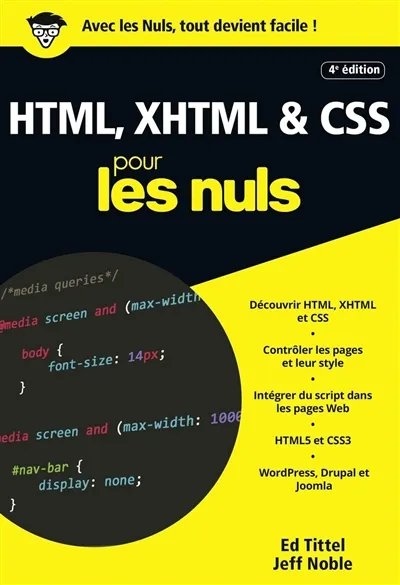 Avec les Nuls, tout devient facile !
4e édition
HTML, XHTML & CSS
pour
les nuls
/*media queries*/
@media screen and (max-width
body {
font-size: 14px;
}
media screen and (max-width: 1000
#nav-bar {
display: none;
}
Découvrir HTML, XHTML
et CSS
•
Contrôler les pages
et leur style
•
Intégrer du script dans
les pages Web
•
HTML5 et CSS3
•
WordPress, Drupal et
Joomla
Ed Tittel
Jeff Noble